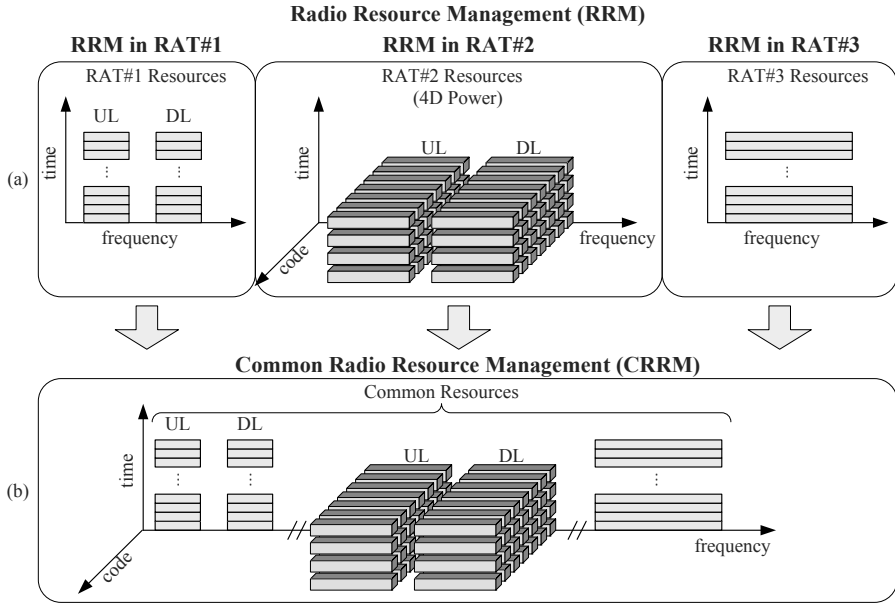 Radio Resource Management (RRM)
RRM in RAT#1
RRM in RAT#2
RRM in RAT#3
(a)
RAT#1 Resources
UL
DL
time
frequency
RAT#2 Resources
(4D Power)
time
UL
DL
code
frequency
RAT#3 Resources
time
frequency
Common Radio Resource Management (CRRM)
(b)
Common Resources
UL
DL
time
UL
DL
code
frequency